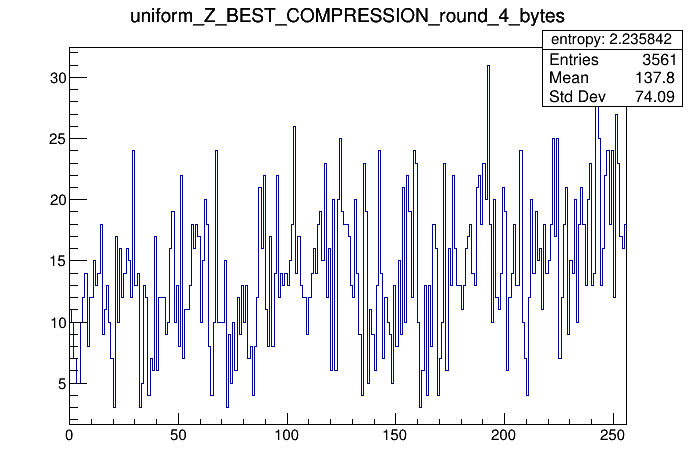 uniform_Z_BEST_COMPRESSION_round_4_bytes
entropy: 2.235842
Entries 3561
Mean 137.8
Std Dev 74.09
30
25
20
15
10
5
0 50 100 150 200 250